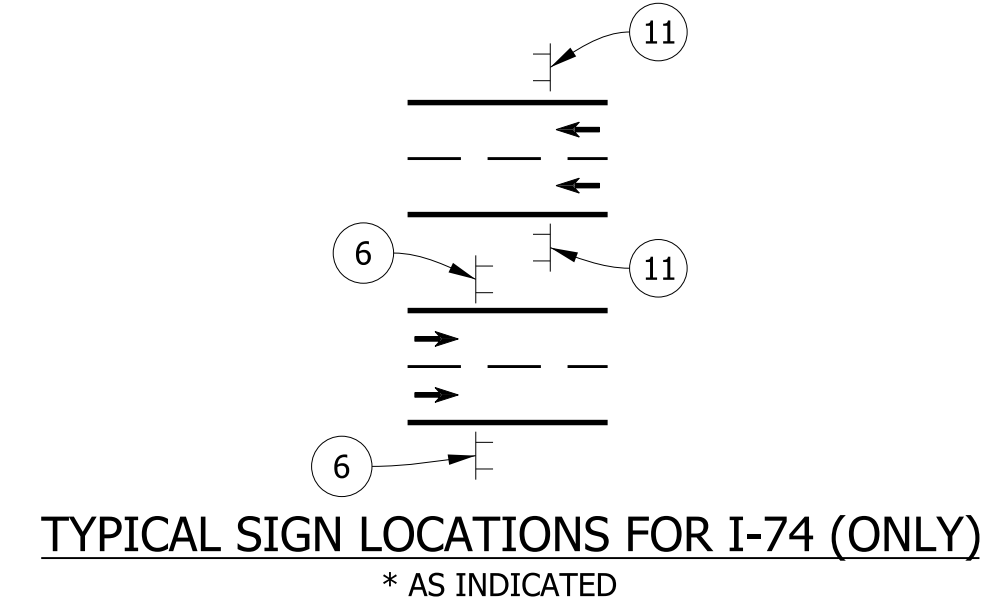 11
6
11
6
TYPICAL SIGN LOCATIONS FOR I-74 (ONLY)
* AS INDICATED